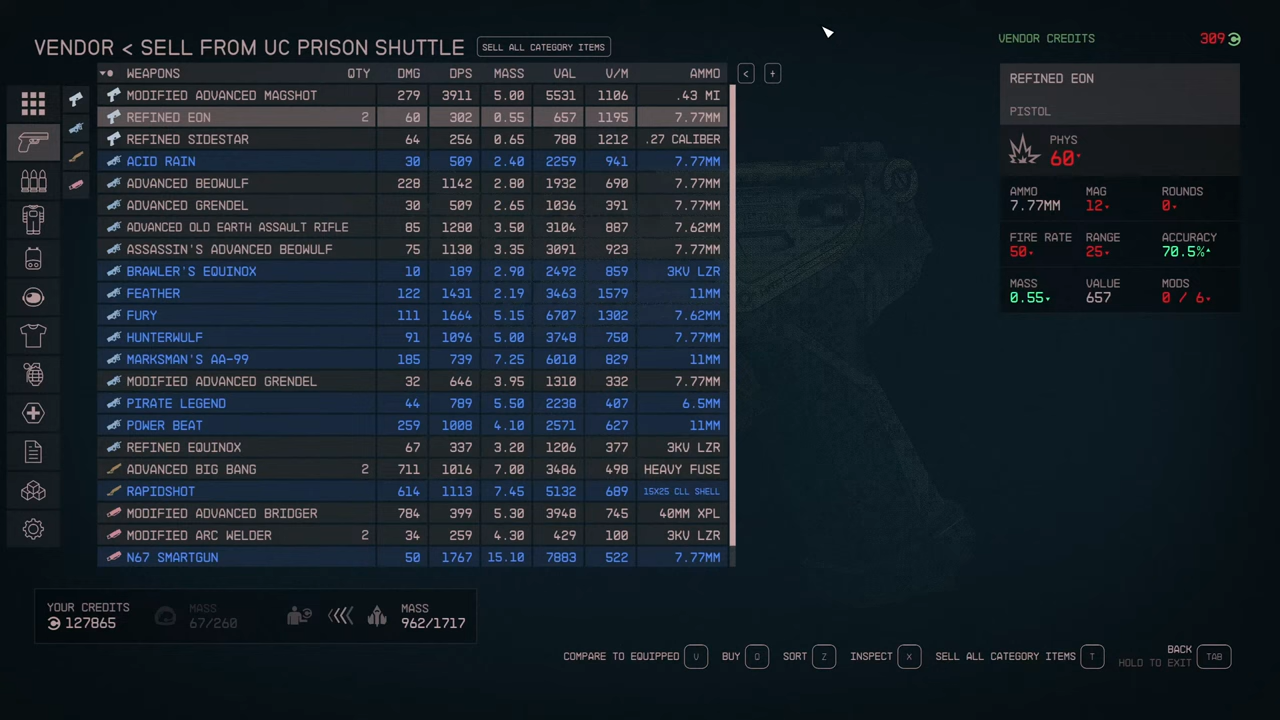 VENDOR < SELL FROM UC PRISON SHUTTLE SELL ALL CATEGORY ITEMS
VENDOR CREDITS 309
WEAPONS QTY DMG DPS MASS VAL V/M AMMO < +
MODIFIED ADVANCED MAGSHOT 279 3911 5.00 5531 1106 .43 MI
REFINED EON 2 60 302 0.55 657 1195 7.77MM
REFINED SIDESTAR 64 256 0.65 788 1212 .27 CALIBER
ACID RAIN 30 509 2.40 2259 941 7.77MM
ADVANCED BEOWULF 228 1142 2.80 1932 690 7.77MM
ADVANCED GRENDEL 30 509 2.65 1036 391 7.77MM
ADVANCED OLD EARTH ASSAULT RIFLE 85 1280 3.50 3104 887 7.62MM
ASSASSIN'S ADVANCED BEOWULF 75 1130 3.35 3091 923 7.77MM
BRAWLER'S EQUINOX 10 189 2.90 2492 859 3KV LZR
FEATHER 122 1431 2.19 3463 1579 11MM
FURY 111 1664 5.15 6707 1302 7.62MM
HUNTERWULF 91 1096 5.00 3748 750 7.77MM
MARKSMAN'S AA-99 185 739 7.25 6010 829 11MM
MODIFIED ADVANCED GRENDEL 32 646 3.95 1310 332 7.77MM
PIRATE LEGEND 44 789 5.50 2238 407 6.5MM
POWER BEAT 259 1008 4.10 2571 627 11MM
REFINED EQUINOX 67 337 3.20 1206 377 3KV LZR
ADVANCED BIG BANG 2 711 1016 7.00 3486 498 HEAVY FUSE
RAPIDSHOT 614 1113 7.45 5132 689 15X25 CLL SHELL
MODIFIED ADVANCED BRIDGER 784 399 5.30 3948 745 40MM XPL
MODIFIED ARC WELDER 2 34 259 4.30 429 100 3KV LZR
N67 SMARTGUN 50 1767 15.10 7883 522 7.77MM
REFINED EON
PISTOL
PHYS
60
AMMO MAG ROUNDS
7.77MM 12 0
FIRE RATE RANGE ACCURACY
50 25 70.5%
MASS VALUE MODS
0.55 657 0 / 6
YOUR CREDITS MASS MASS
127865 67/260 962/1717
COMPARE TO EQUIPPED V BUY Q SORT Z INSPECT X SELL ALL CATEGORY ITEMS T BACK TAB
HOLD TO EXIT